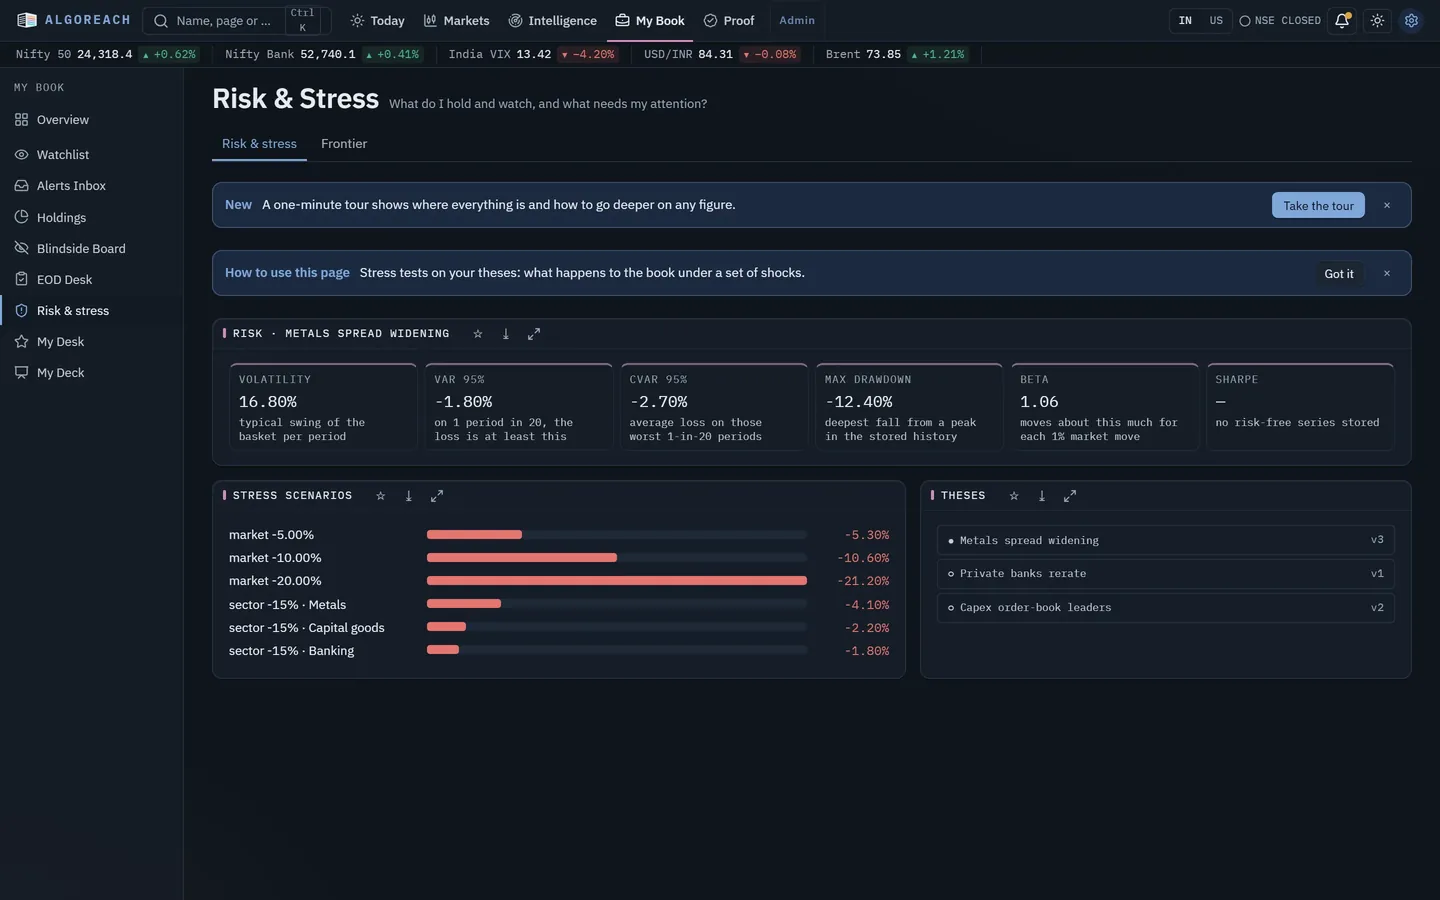 ALGOREACH
Name, page or ...
Ctrl K
Today
Markets
Intelligence
My Book
Proof
Admin
IN
US
NSE CLOSED
Nifty 50 24,318.4 ▲ +0.62%
Nifty Bank 52,740.1 ▲ +0.41%
India VIX 13.42 ▼ −4.20%
USD/INR 84.31 ▼ −0.08%
Brent 73.85 ▲ +1.21%
MY BOOK
Overview
Watchlist
Alerts Inbox
Holdings
Blindside Board
EOD Desk
Risk & stress
My Desk
My Deck
Risk & Stress
What do I hold and watch, and what needs my attention?
Risk & stress
Frontier
New A one-minute tour shows where everything is and how to go deeper on any figure.
Take the tour ×
How to use this page Stress tests on your theses: what happens to the book under a set of shocks.
Got it ×
RISK · METALS SPREAD WIDENING
VOLATILITY
16.80%
typical swing of the
basket per period
VAR 95%
-1.80%
on 1 period in 20, the
loss is at least this
CVAR 95%
-2.70%
average loss on those
worst 1-in-20 periods
MAX DRAWDOWN
-12.40%
deepest fall from a peak
in the stored history
BETA
1.06
moves about this much for
each 1% market move
SHARPE
—
no risk-free series stored
STRESS SCENARIOS
market -5.00% -5.30%
market -10.00% -10.60%
market -20.00% -21.20%
sector -15% · Metals -4.10%
sector -15% · Capital goods -2.20%
sector -15% · Banking -1.80%
THESES
Metals spread widening v3
Private banks rerate v1
Capex order-book leaders v2